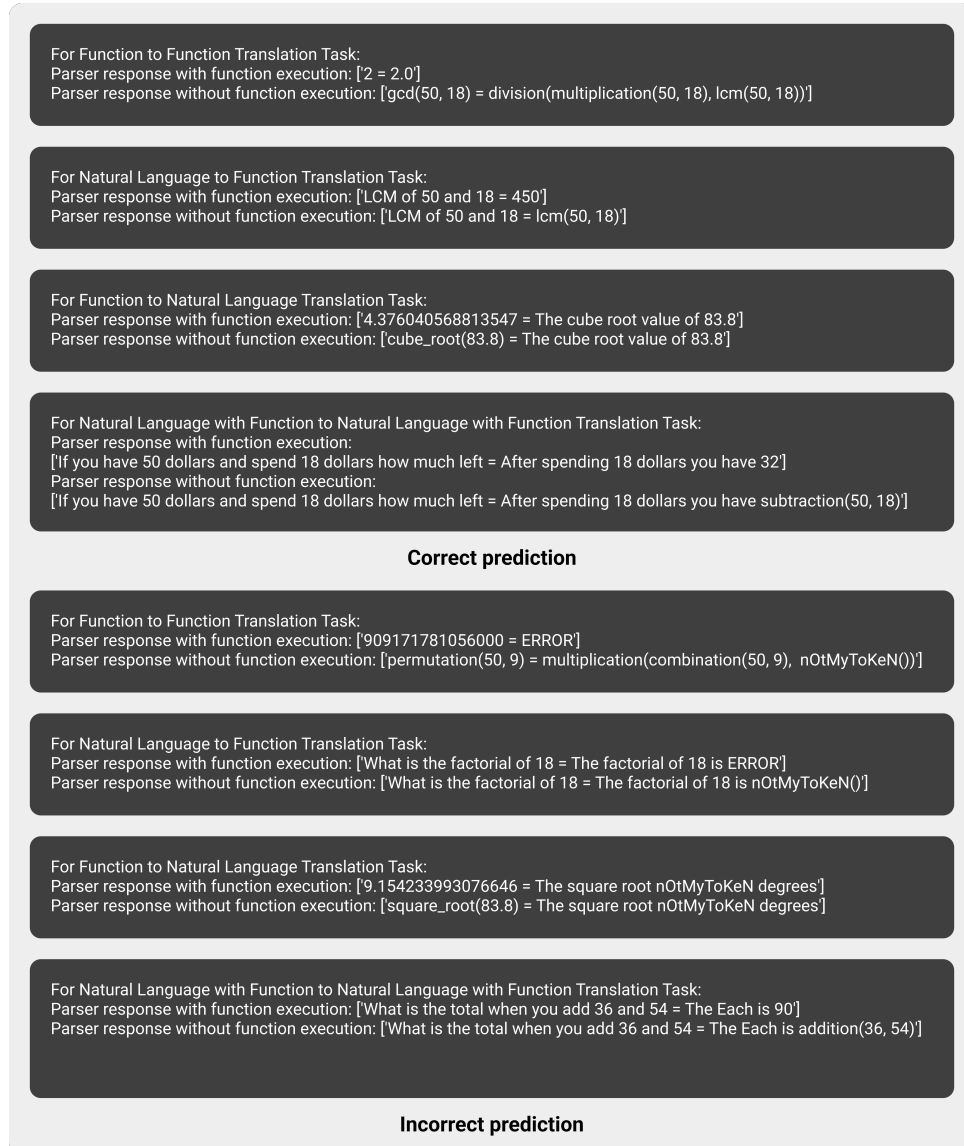 For Function to Function Translation Task:
Parser response with function execution: ['2 = 2.0']
Parser response without function execution: ['gcd(50, 18) = division(multiplication(50, 18), lcm(50, 18))']
For Natural Language to Function Translation Task:
Parser response with function execution: ['LCM of 50 and 18 = 450']
Parser response without function execution: ['LCM of 50 and 18 = lcm(50, 18)']
For Function to Natural Language Translation Task:
Parser response with function execution: ['4.376040568813547 = The cube root value of 83.8']
Parser response without function execution: ['cube_root(83.8) = The cube root value of 83.8']
For Natural Language with Function to Natural Language with Function Translation Task:
Parser response with function execution:
['If you have 50 dollars and spend 18 dollars how much left = After spending 18 dollars you have 32']
Parser response without function execution:
['If you have 50 dollars and spend 18 dollars how much left = After spending 18 dollars you have subtraction(50, 18)']
Correct prediction
For Function to Function Translation Task:
Parser response with function execution: ['909171781056000 = ERROR']
Parser response without function execution: ['permutation(50, 9) = multiplication(combination(50, 9),  nOtMyToKeN())']
For Natural Language to Function Translation Task:
Parser response with function execution: ['What is the factorial of 18 = The factorial of 18 is ERROR']
Parser response without function execution: ['What is the factorial of 18 = The factorial of 18 is nOtMyToKeN()']
For Function to Natural Language Translation Task:
Parser response with function execution: ['9.154233993076646 = The square root nOtMyToKeN degrees']
Parser response without function execution: ['square_root(83.8) = The square root nOtMyToKeN degrees']
For Natural Language with Function to Natural Language with Function Translation Task:
Parser response with function execution: ['What is the total when you add 36 and 54 = The Each is 90']
Parser response without function execution: ['What is the total when you add 36 and 54 = The Each is addition(36, 54)']
Incorrect prediction